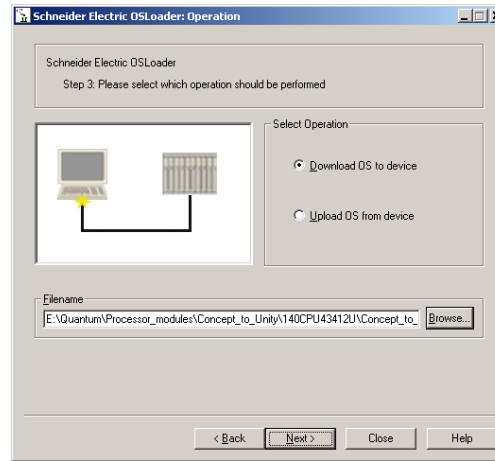 Schneider Electric OSLoader: Operation
Schneider Electric OSLoader
Step 3: Please select which operation should be performed
Select Operation
Download OS to device
Upload OS from device
Filename
E:\Quantum\Processor_modules\Concept_to_Unity\140CPU43412U\Concept_to_
Browse...
< Back
Next >
Close
Help